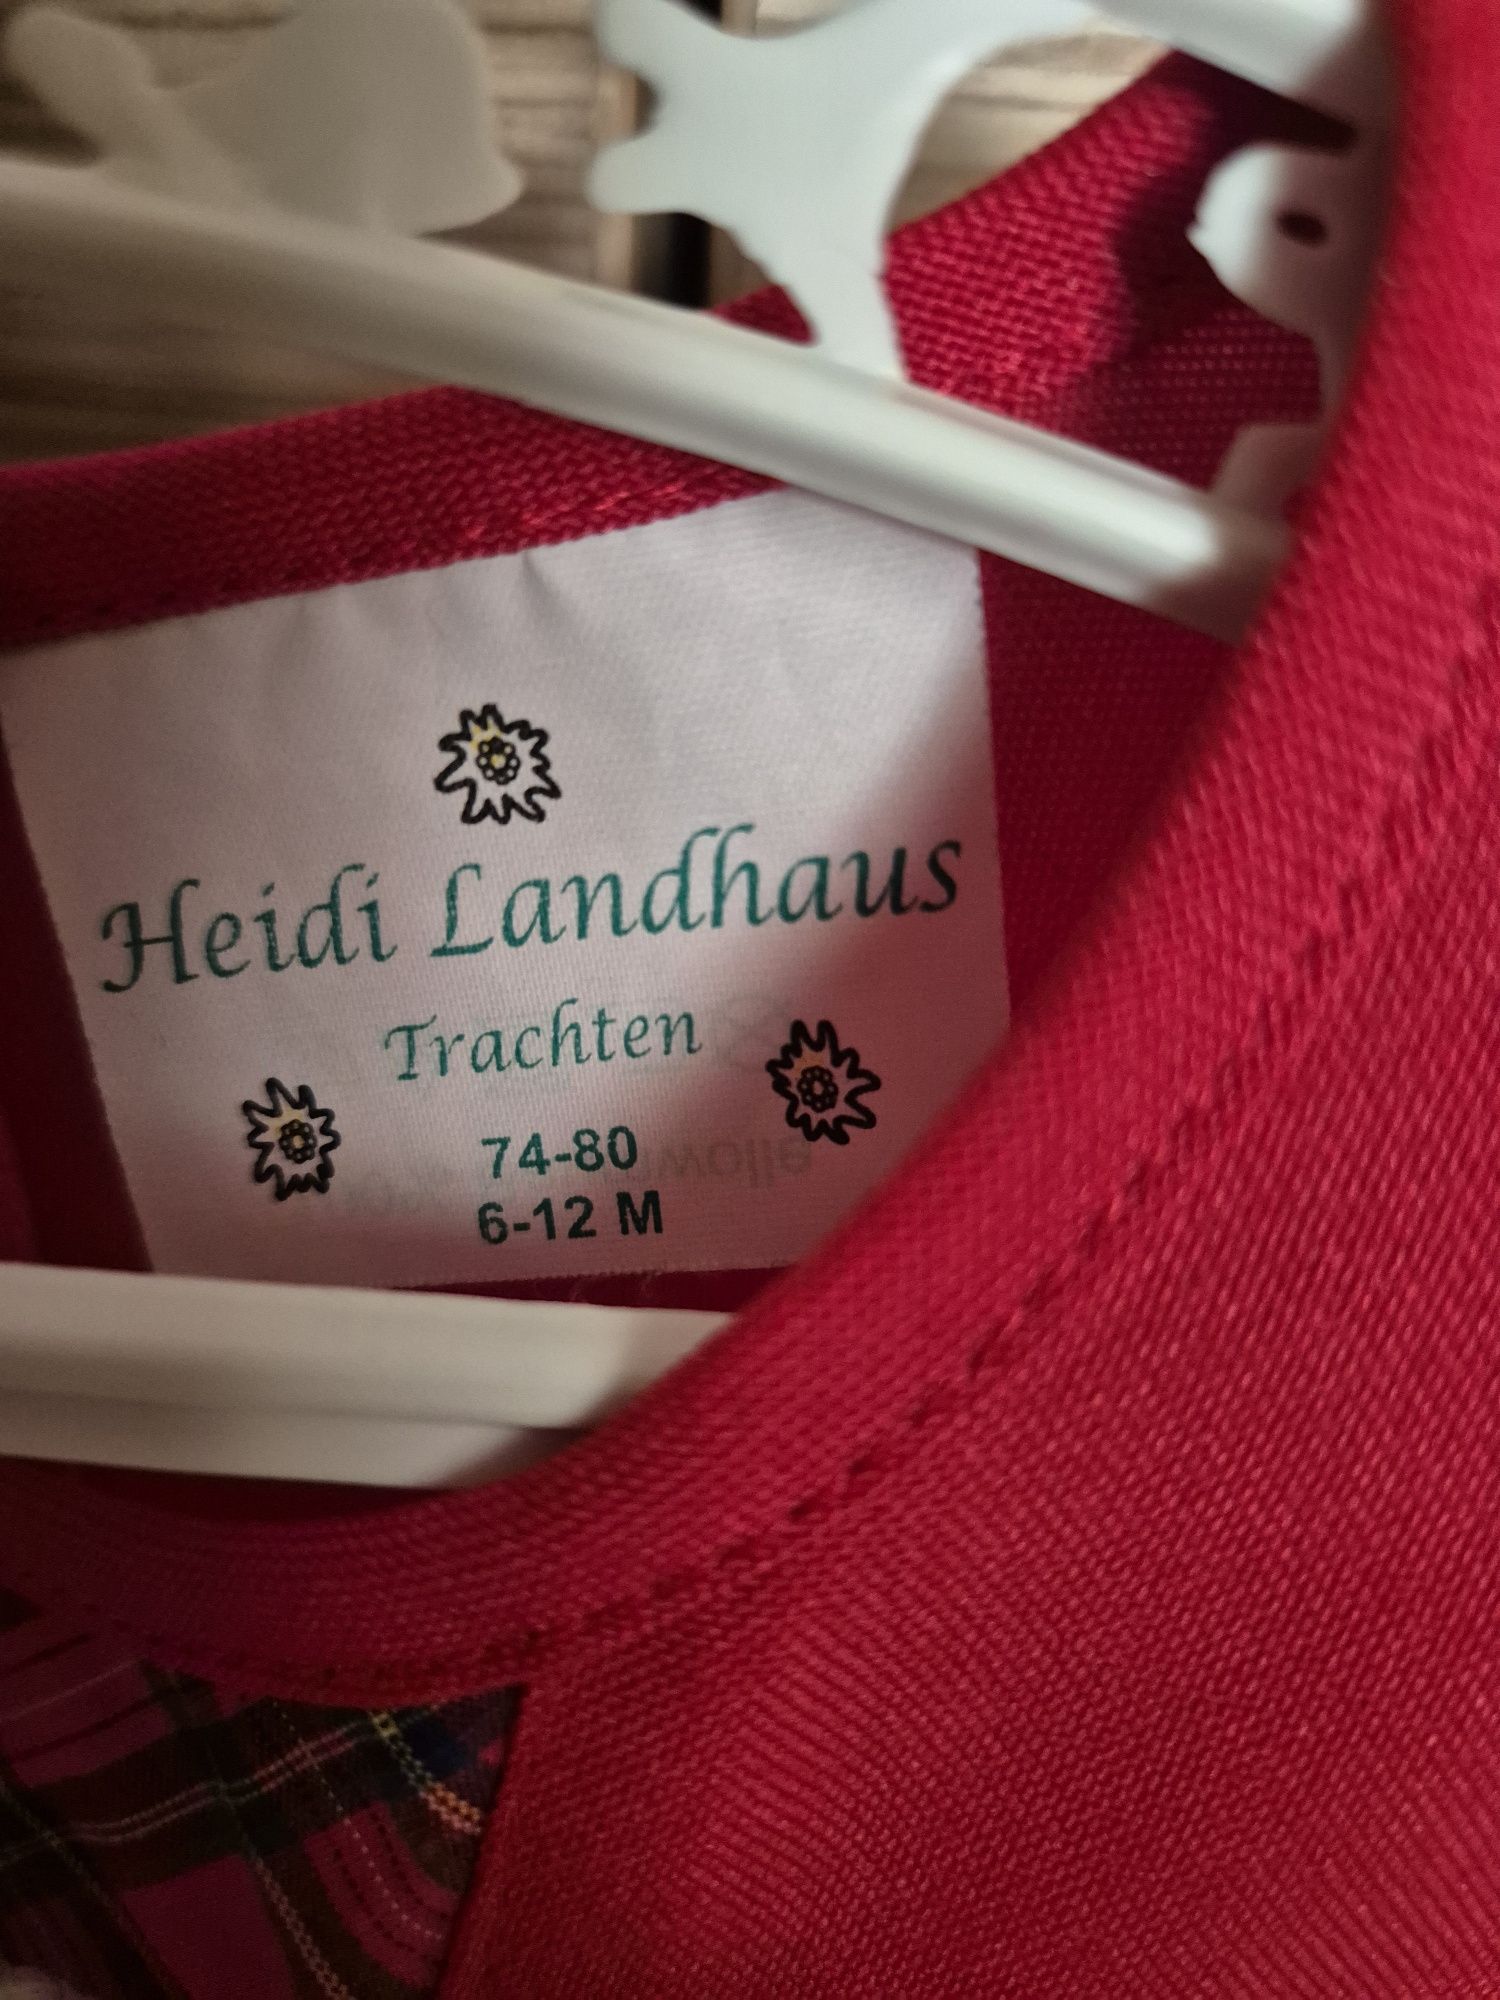 Heidi Landhaus
Trachten
74-80
6-12 M